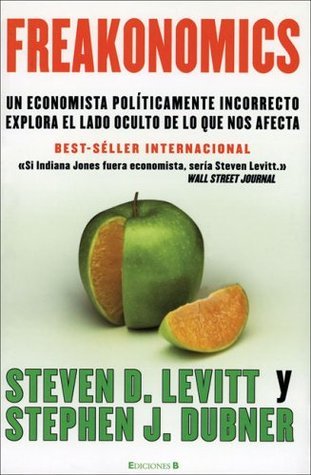 FREAKONOMICS
UN ECONOMISTA POLÍTICAMENTE INCORRECTO
EXPLORA EL LADO OCULTO DE LO QUE NOS AFECTA
BEST-SÉLLER INTERNACIONAL
«Si Indiana Jones fuera economista, sería Steven Levitt.»
WALL STREET JOURNAL
STEVEN D. LEVITT y
STEPHEN J. DUBNER
EDICIONES B